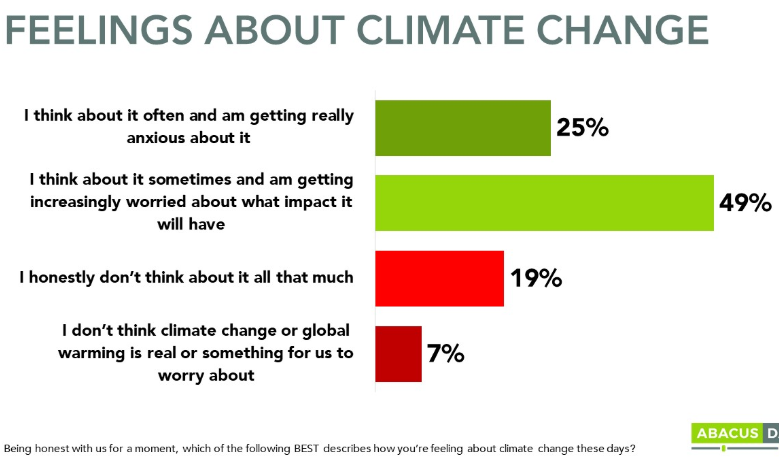 FEELINGS ABOUT CLIMATE CHANGE
I think about it often and am getting really
anxious about it
25%
I think about it sometimes and am getting
increasingly worried about what impact it
will have
49%
I honestly don't think about it all that much
19%
I don't think climate change or global
warming is real or something for us to
worry about
7%
ABACUS D
Being honest with us for a moment, which of the following BEST describes how you're feeling about climate change these days?